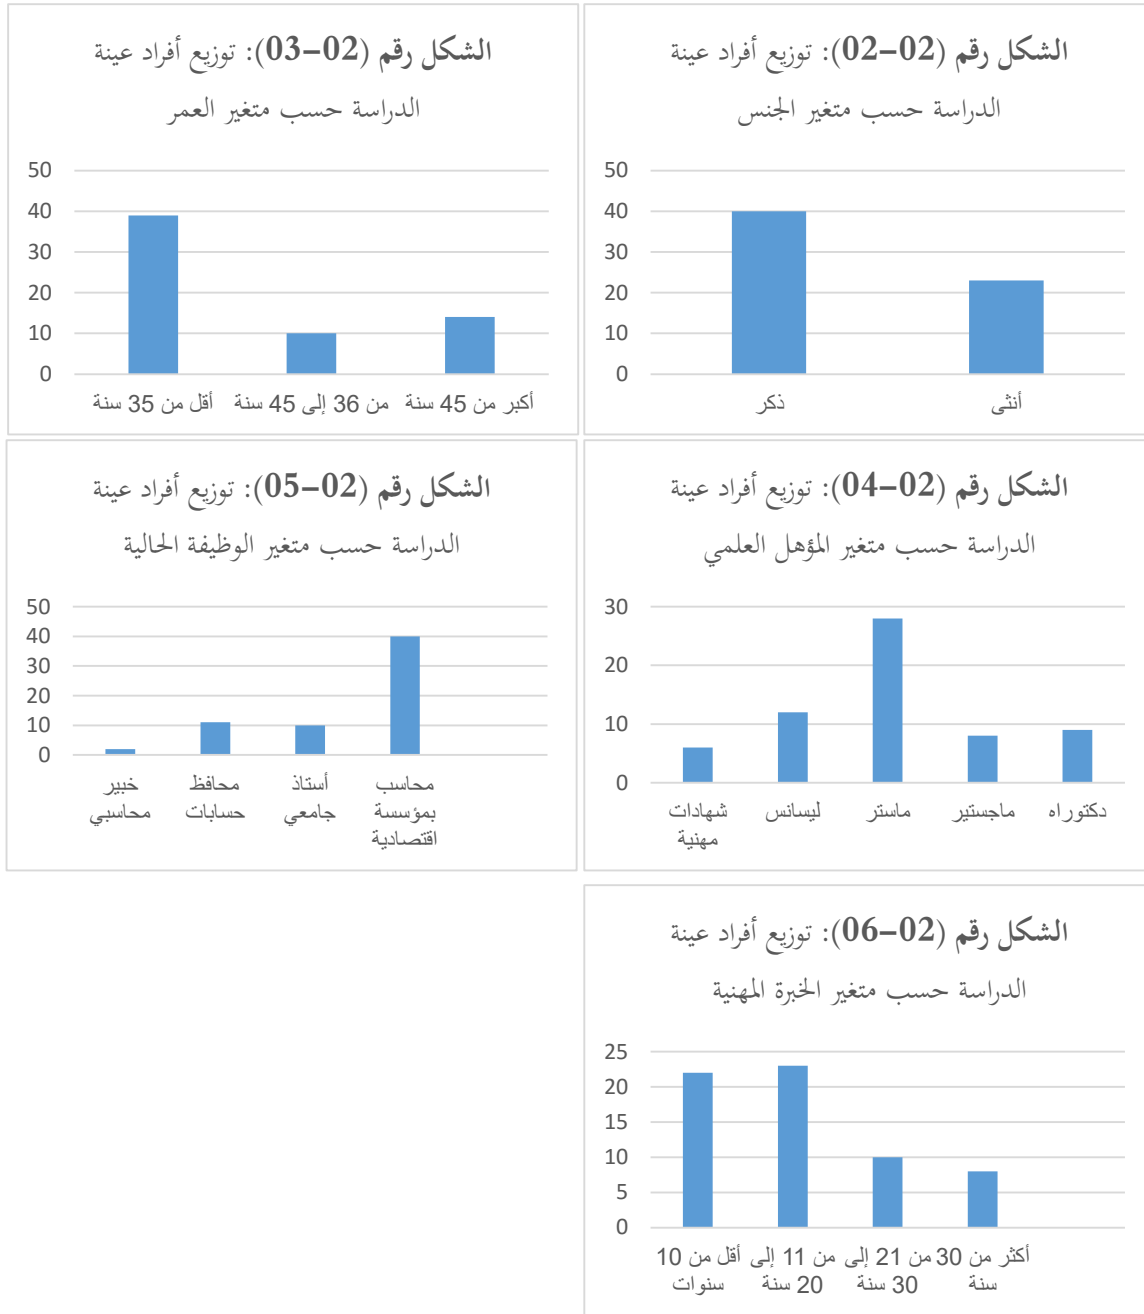 الشكل رقم (02-02): توزيع أفراد عينة
الدراسة حسب متغير الجنس
50
40
30
20
10
0
ذكر
أنثى
الشكل رقم (02-03): توزيع أفراد عينة
الدراسة حسب متغير العمر
50
40
30
20
10
0
أقل من 35 سنة
من 36 إلى 45 سنة
أكبر من 45 سنة
الشكل رقم (02-04): توزيع أفراد عينة
الدراسة حسب متغير المؤهل العلمي
30
20
10
0
شهادات
مهنية
ليسانس
ماستر
ماجستير
دكتوراه
الشكل رقم (02-05): توزيع أفراد عينة
الدراسة حسب متغير الوظيفة الحالية
50
40
30
20
10
0
خبير
محاسبي
محافظ
حسابات
أستاذ
جامعي
محاسب
بمؤسسة
اقتصادية
الشكل رقم (02-06): توزيع أفراد عينة
الدراسة حسب متغير الخبرة المهنية
25
20
15
10
5
0
أقل من 10
سنوات
من 11 إلى
20 سنة
من 21 إلى
30 سنة
أكثر من 30
سنة